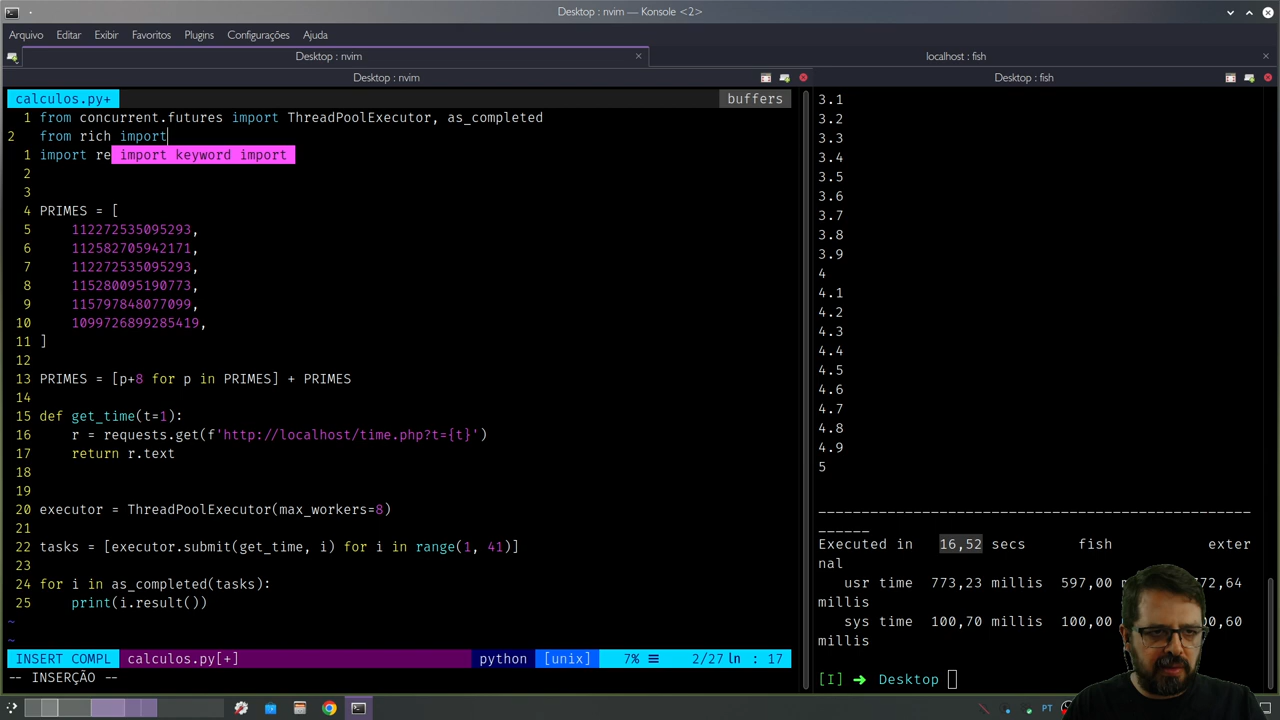 Desktop : nvim — Konsole <2>
Arquivo Editar Exibir Favoritos Plugins Configurações Ajuda
Desktop : nvim
localhost : fish
Desktop : nvim
Desktop : fish
calculos.py+ buffers
1 from concurrent.futures import ThreadPoolExecutor, as_completed
2 from rich import
1 import re import keyword import
2
3
4 PRIMES = [
5 112272535095293,
6 112582705942171,
7 112272535095293,
8 115280095190773,
9 115797848077099,
10 1099726899285419,
11 ]
12
13 PRIMES = [p+8 for p in PRIMES] + PRIMES
14
15 def get_time(t=1):
16 r = requests.get(f'http://localhost/time.php?t={t}')
17 return r.text
18
19
20 executor = ThreadPoolExecutor(max_workers=8)
21
22 tasks = [executor.submit(get_time, i) for i in range(1, 41)]
23
24 for i in as_completed(tasks):
25 print(i.result())
~
~
INSERT COMPL calculos.py[+] python [unix] 7% ☰ 2/27 ln : 17
-- INSERÇÃO --
3.1
3.2
3.3
3.4
3.5
3.6
3.7
3.8
3.9
4
4.1
4.2
4.3
4.4
4.5
4.6
4.7
4.8
4.9
5
Executed in 16,52 secs fish exter
nal
usr time 773,23 millis 597,00 72,64
millis
sys time 100,70 millis 100,00 0,60
millis
[I] ➜ Desktop
PT